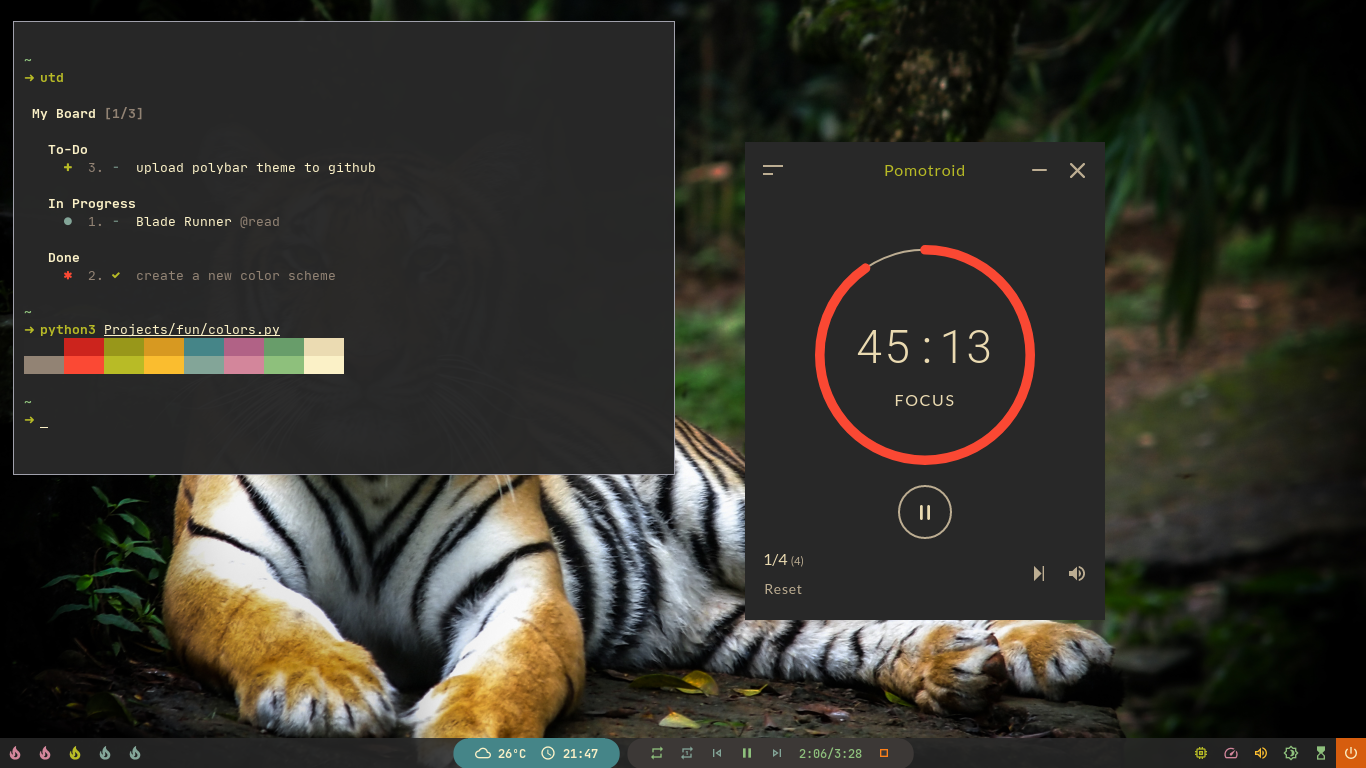 ~
→ utd
My Board [1/3]
To-Do
+ 3. - upload polybar theme to github
In Progress
● 1. - Blade Runner @read
Done
✱ 2. ✔ create a new color scheme
~
→ python3 Projects/fun/colors.py
~
→ _
Pomotroid
45:13
FOCUS
1/4 (4)
Reset
26°C 21:47 2:06/3:28